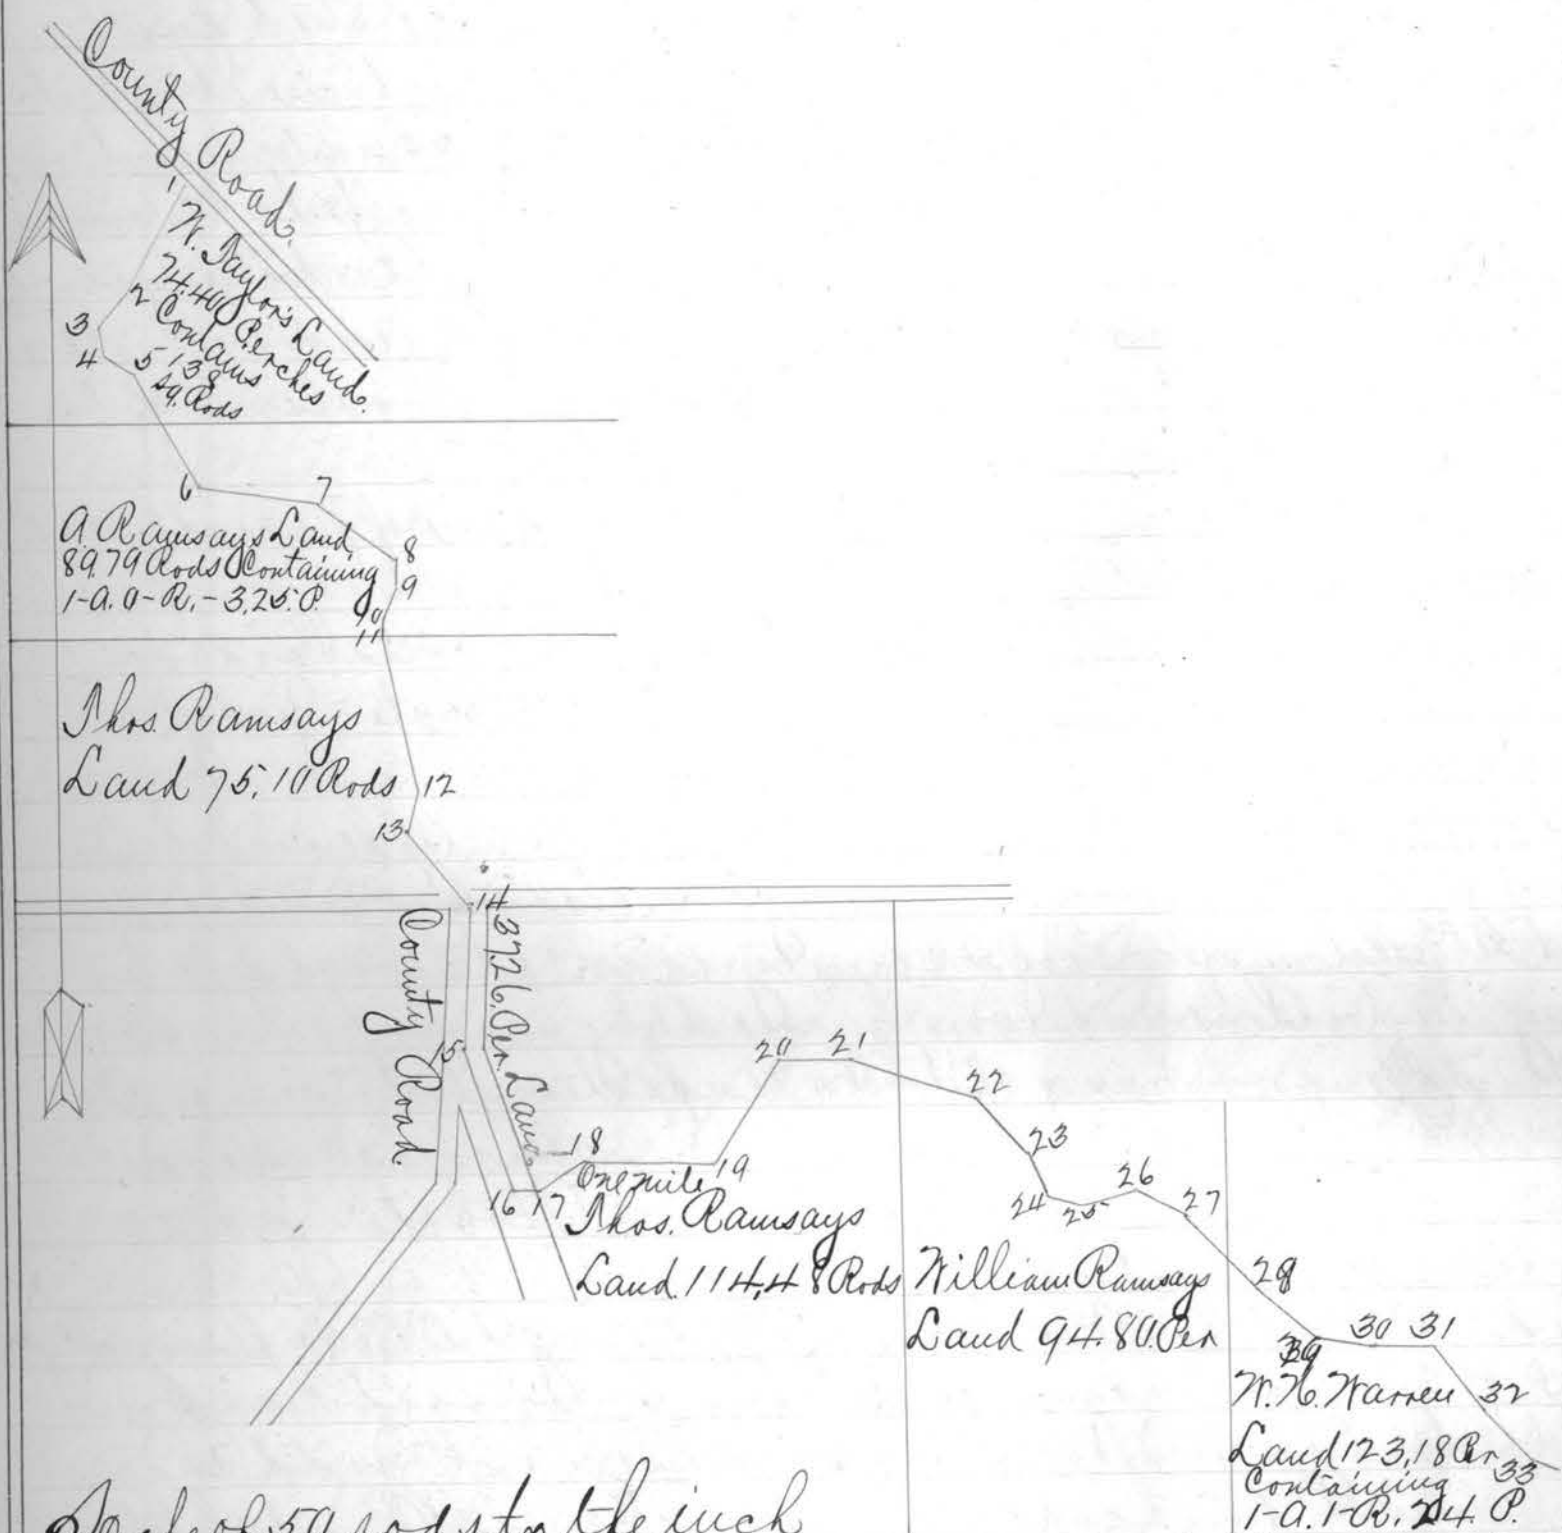 County Road.
1
W. Taylor's Land.
74.40 Perches
2 Contains
138
sq. Rods
3
4
5
6
7
A. Ramsays Land
89.79 Rods Containing
1-A. 0-R. - 3.25. P.
8
9
10
11
Thos. Ramsays
Land 75.10 Rods
12
13
14
37.26. Per. Land.
County Road.
15
16
17
18
One mile
19
20
21
Thos. Ramsays
Land. 114.48 Rods
22
23
24
25
26
27
William Ramsays
Land 94.80. Per
28
29
30
31
W. H. Warren
32
Land 123.18 Per
33
Containing
1-A. 1-R. 24. P.
Scale of 50 rods to the inch